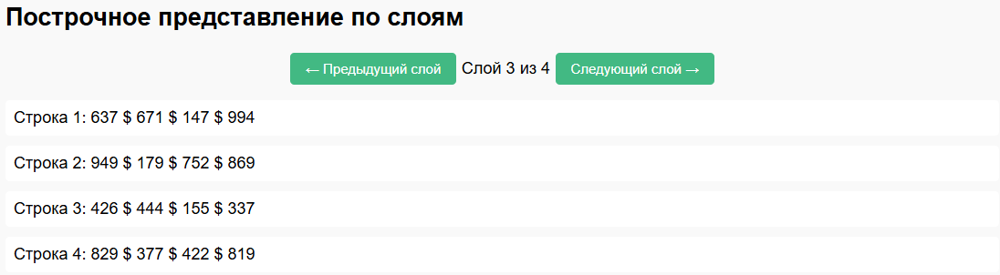 Построчное представление по слоям
← Предыдущий слой Слой 3 из 4 Следующий слой →
Строка 1: 637 $ 671 $ 147 $ 994
Строка 2: 949 $ 179 $ 752 $ 869
Строка 3: 426 $ 444 $ 155 $ 337
Строка 4: 829 $ 377 $ 422 $ 819